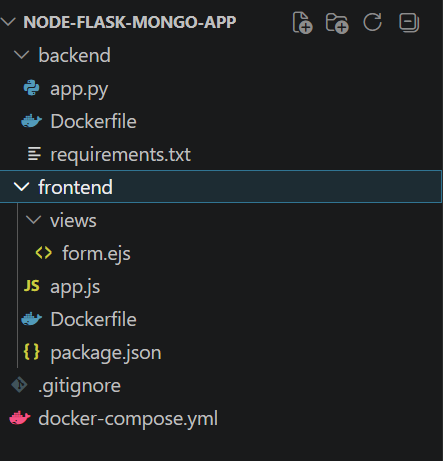 NODE-FLASK-MONGO-APP
backend
app.py
Dockerfile
requirements.txt
frontend
views
<> form.ejs
JS app.js
Dockerfile
{} package.json
.gitignore
docker-compose.yml